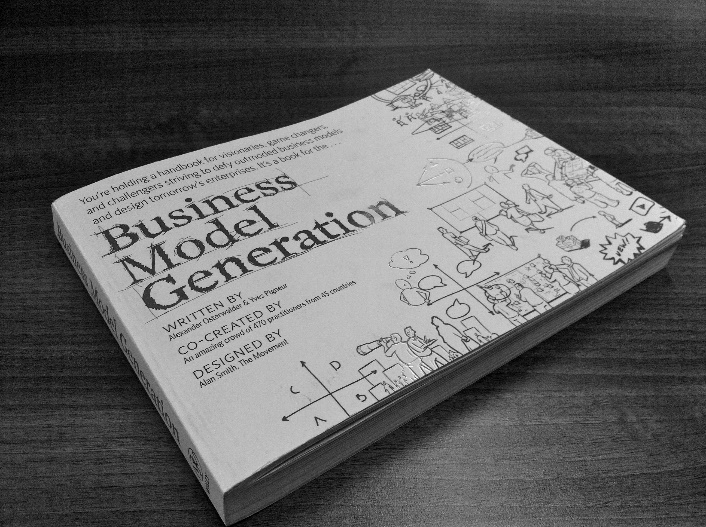 You're holding a handbook for visionaries, game changers,
and challengers striving to defy outmoded business models
and design tomorrow's enterprises. It's a book for the . . .
Business
Model
Generation
WRITTEN BY
Alexander Osterwalder & Yves Pigneur
CO-CREATED BY
An amazing crowd of 470 practitioners from 45 countries
DESIGNED BY
Alan Smith, The Movement
C D
A B
NEW!
Business Model Generation